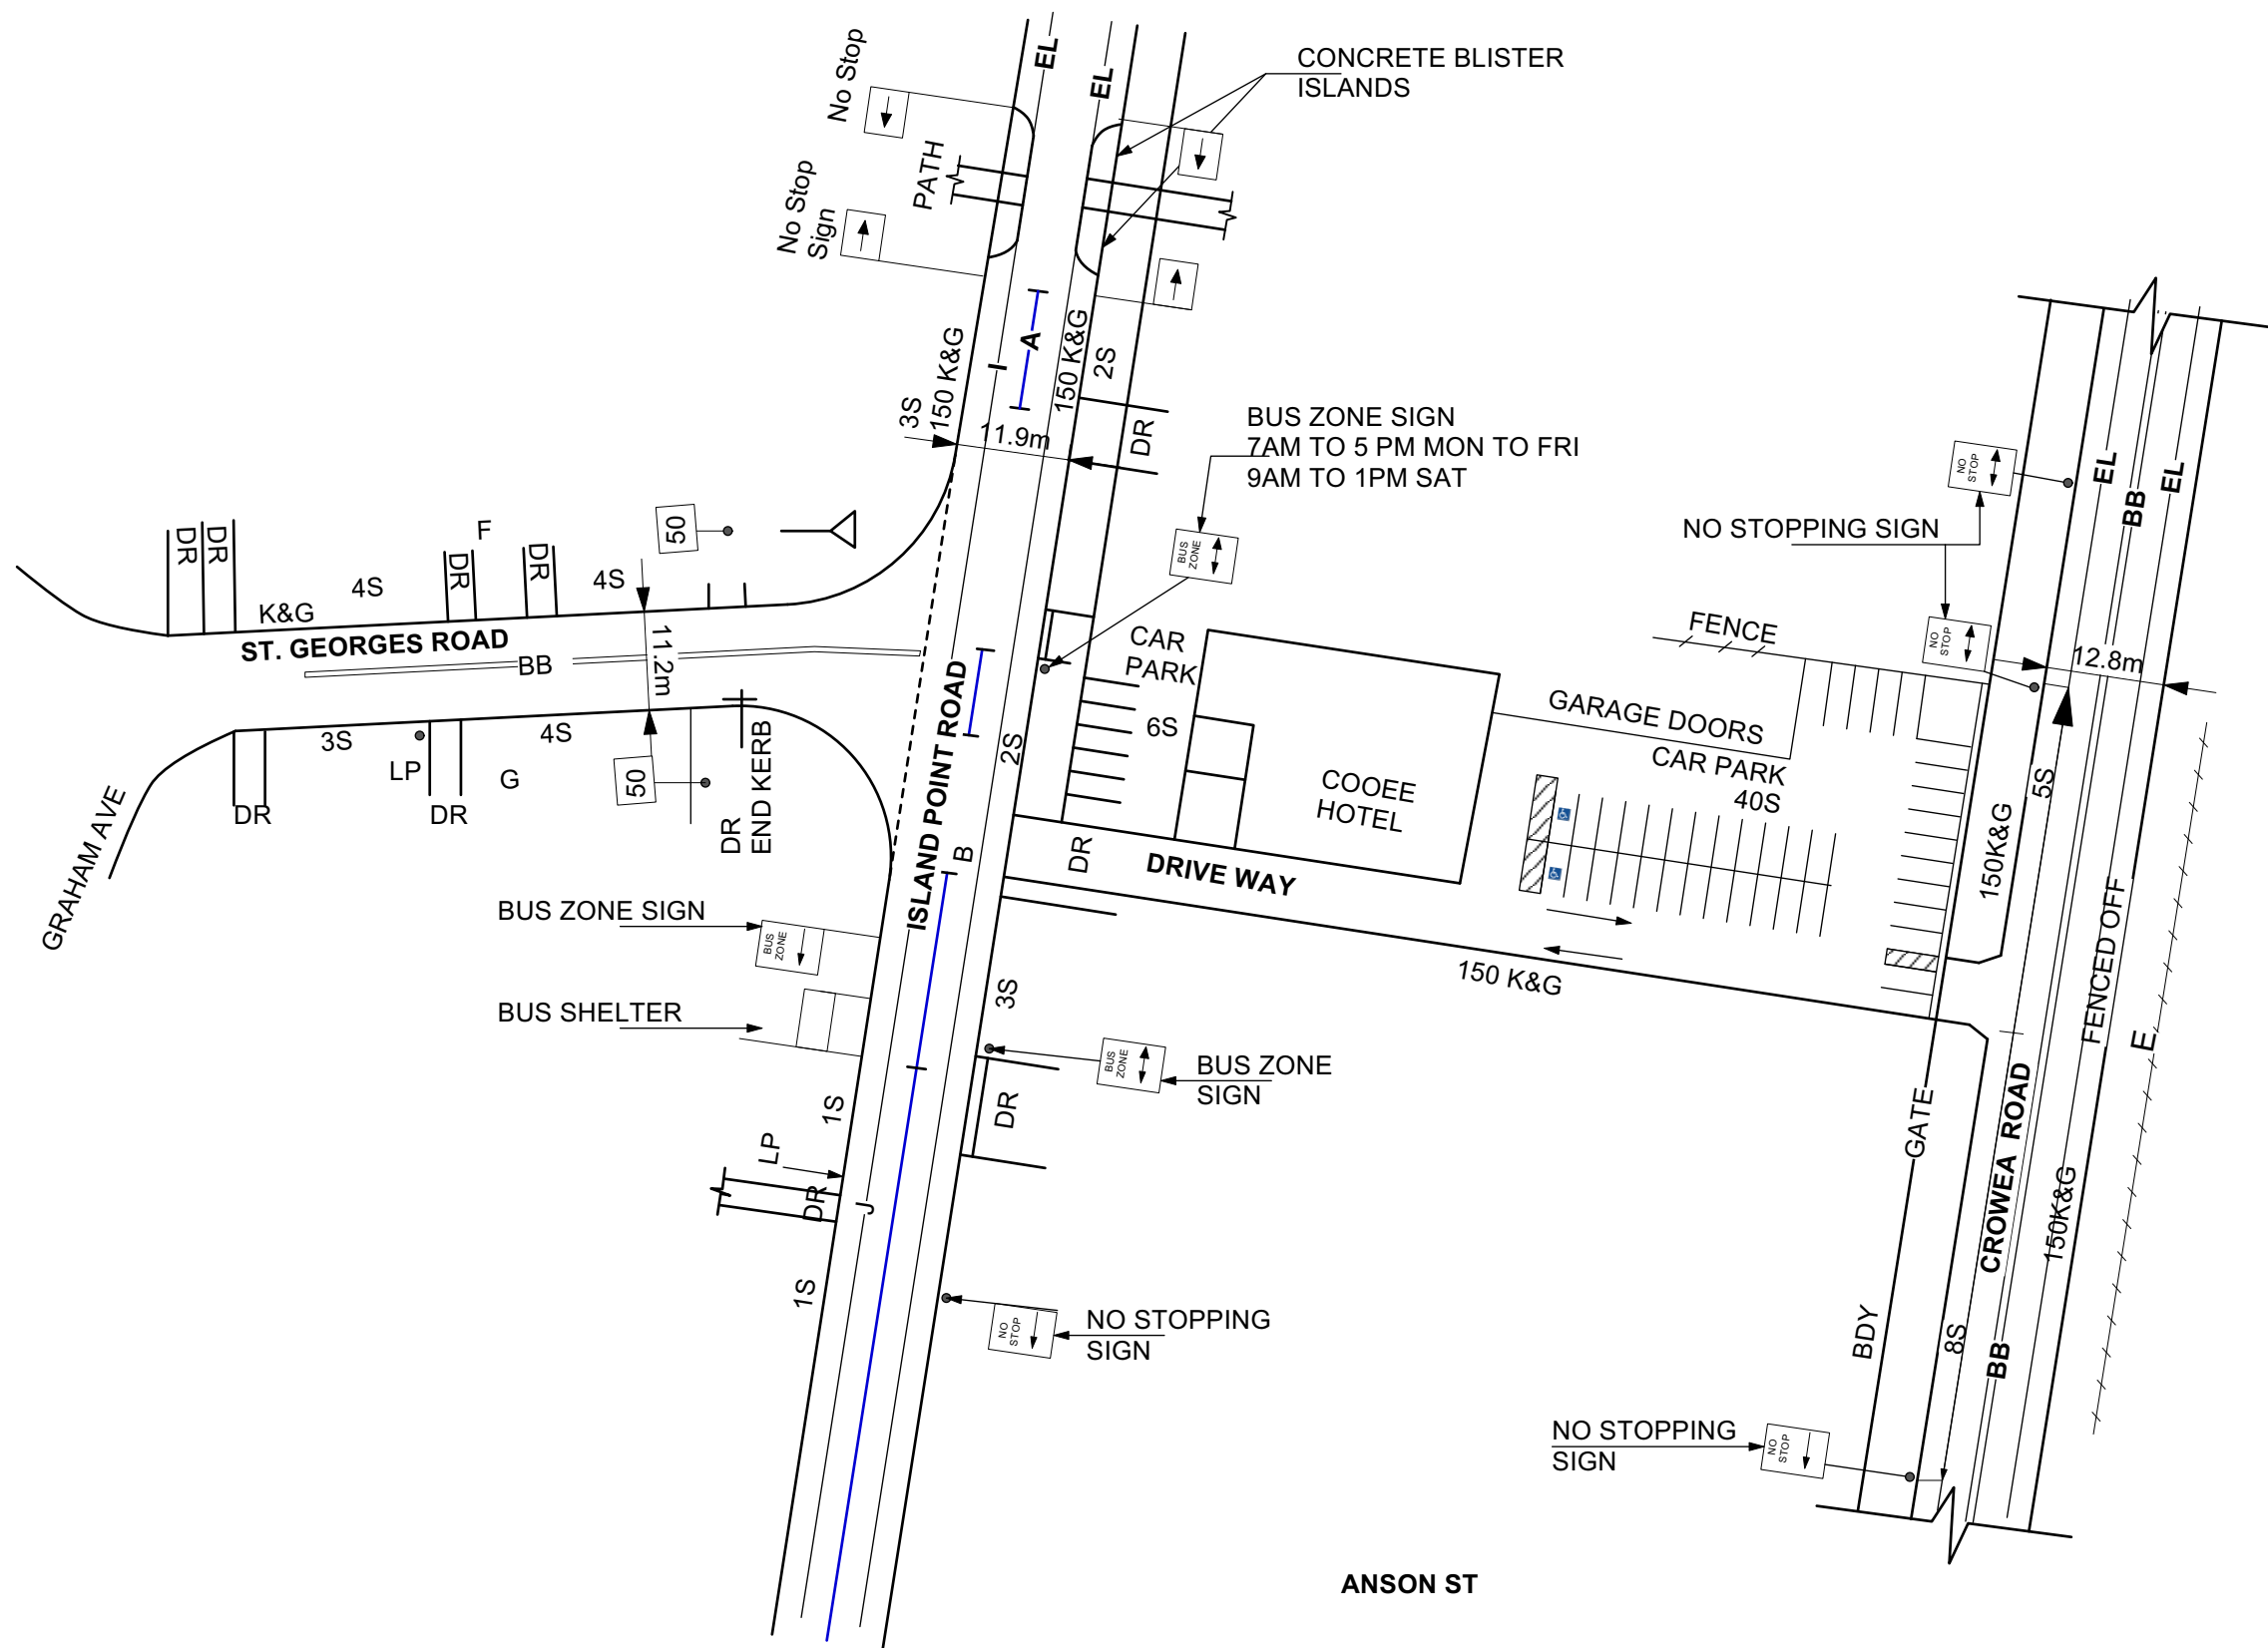 CONCRETE BLISTER
ISLANDS
EL
EL
No Stop
PATH
No Stop
Sign
150 K&G
3S
I
A
150 K&G
2S
11.9m
DR
BUS ZONE SIGN
7AM TO 5 PM MON TO FRI
9AM TO 1PM SAT
BUS
ZONE
NO STOPPING SIGN
NO
STOP
NO
STOP
EL
BB
EL
12.8m
FENCE
DR
DR
F
DR
DR
50
4S
4S
K&G
ST. GEORGES ROAD
BB
11.2m
3S
4S
LP
G
DR
DR
50
DR
END KERB
GRAHAM AVE
ISLAND POINT ROAD
2S
B
CAR
PARK
6S
COOEE
HOTEL
GARAGE DOORS
CAR PARK
40S
DR
DRIVE WAY
150 K&G
5S
150K&G
FENCED OFF
E
BUS ZONE SIGN
BUS
ZONE
BUS SHELTER
3S
BUS
ZONE
BUS ZONE
SIGN
DR
1S
LP
DR
J
1S
NO
STOP
NO STOPPING
SIGN
GATE
CROWEA ROAD
150K&G
BDY
8S
BB
NO STOPPING
SIGN
NO
STOP
ANSON ST